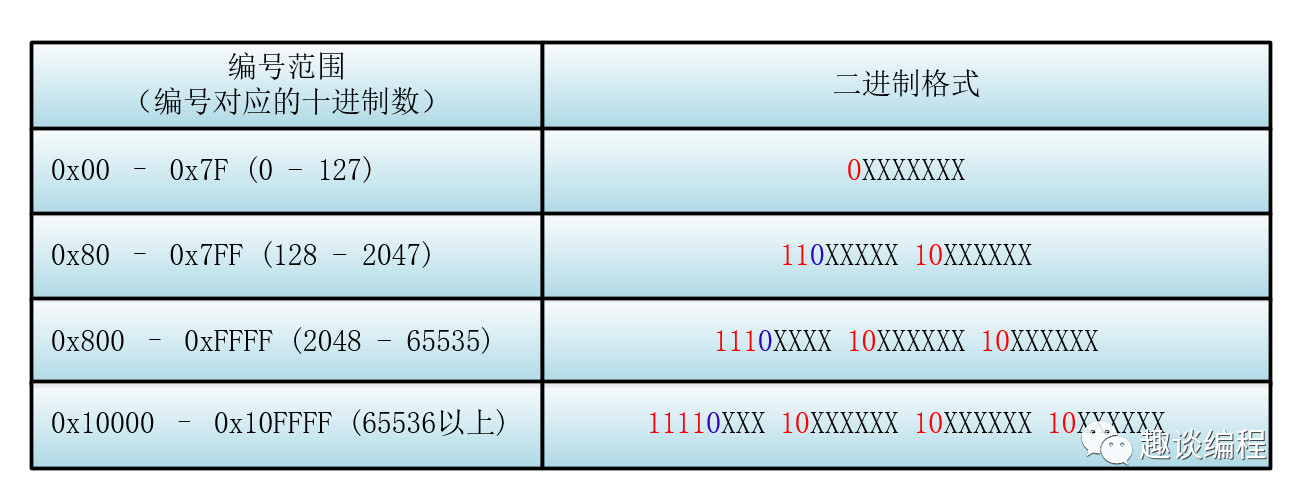 编号范围
（编号对应的十进制数）
二进制格式
0x00 - 0x7F (0 - 127)
0XXXXXXX
0x80 - 0x7FF (128 - 2047)
110XXXXX 10XXXXXX
0x800 - 0xFFFF (2048 - 65535)
1110XXXX 10XXXXXX 10XXXXXX
0x10000 - 0x10FFFF (65536以上)
11110XXX 10XXXXXX 10XXXXXX 10XXXXXX
趣谈编程